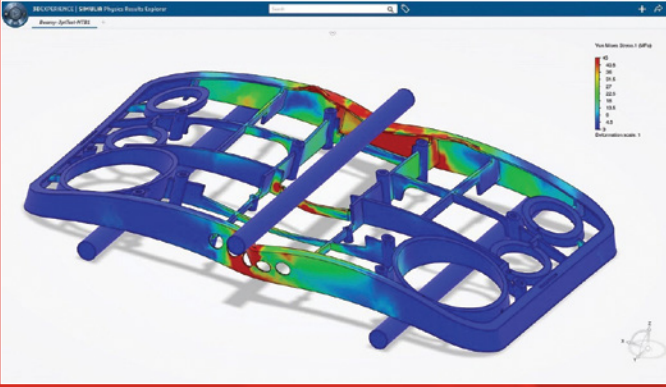 3DEXPERIENCE | SIMULIA Physics Results Explorer
Search
Von Mises Stress.1 (MPa)
45
40.5
36
31.5
27
22.5
18
13.5
9
4.5
0
Deformation scale: 1
Z
X
Y